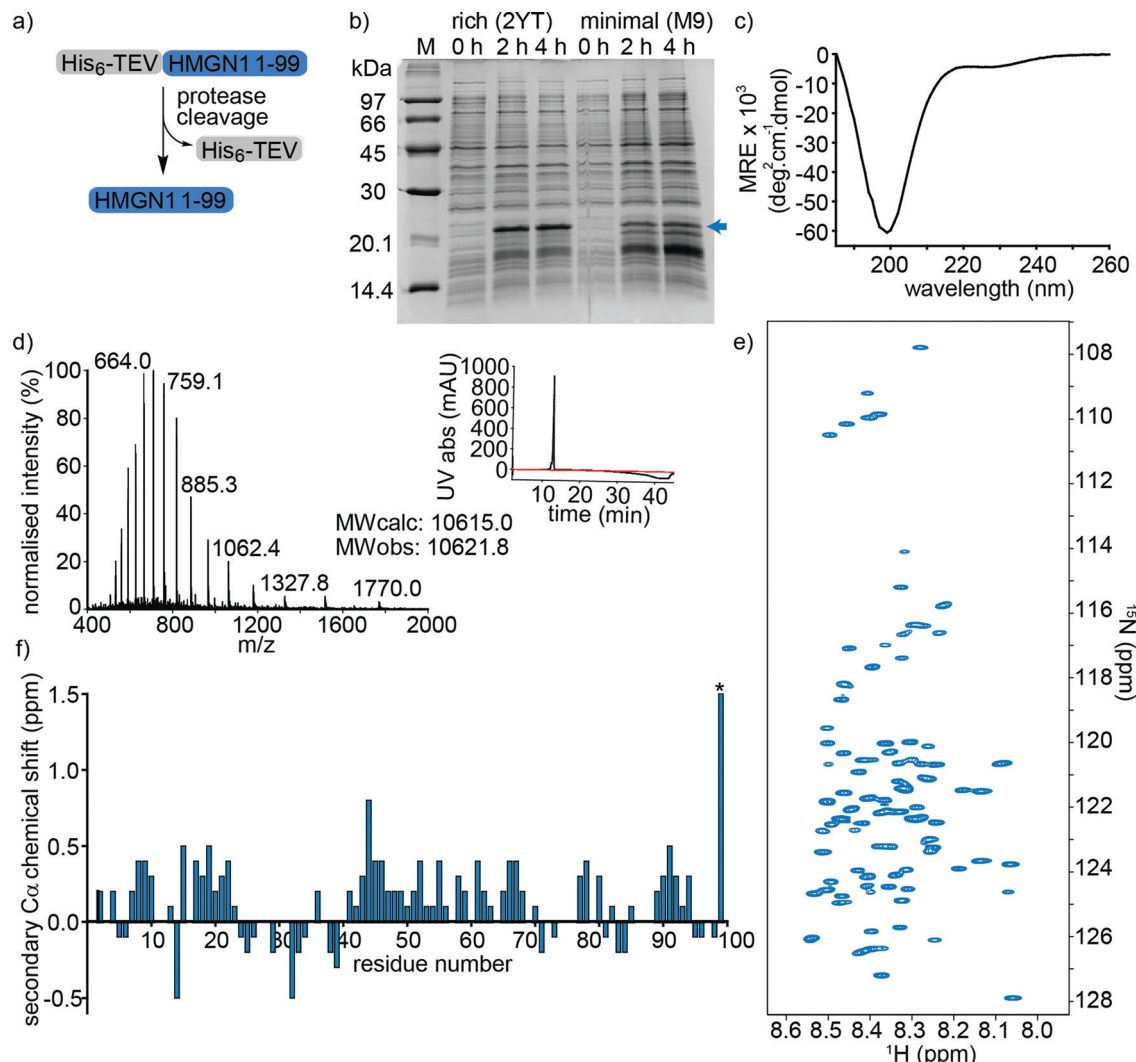 a)
His6-TEV HMGN1 1-99
protease
cleavage
His6-TEV
HMGN1 1-99
b)
rich (2YT) minimal (M9)
M 0 h 2 h 4 h 0 h 2 h 4 h
kDa
97
66
45
30
20.1
14.4
c)
0
-10
-20
-30
-40
-50
-60
MRE x 10³
(deg².cm⁻¹.dmol)
200 220 240 260
wavelength (nm)
d)
100
80
60
40
20
0
normalised intensity (%)
664.0
759.1
885.3
1062.4
1327.8
1770.0
400 800 1200 1600 2000
m/z
MWcalc: 10615.0
MWobs: 10621.8
1000
800
600
400
200
0
UV abs (mAU)
10 20 30 40
time (min)
e)
108
110
112
114
116
118
120
122
124
126
128
¹⁵N (ppm)
8.6 8.5 8.4 8.3 8.2 8.1 8.0
¹H (ppm)
f)
1.5
1.0
0.5
0.0
-0.5
secondary Cα chemical shift (ppm)
*
10 20 30 40 50 60 70 80 90 100
residue number